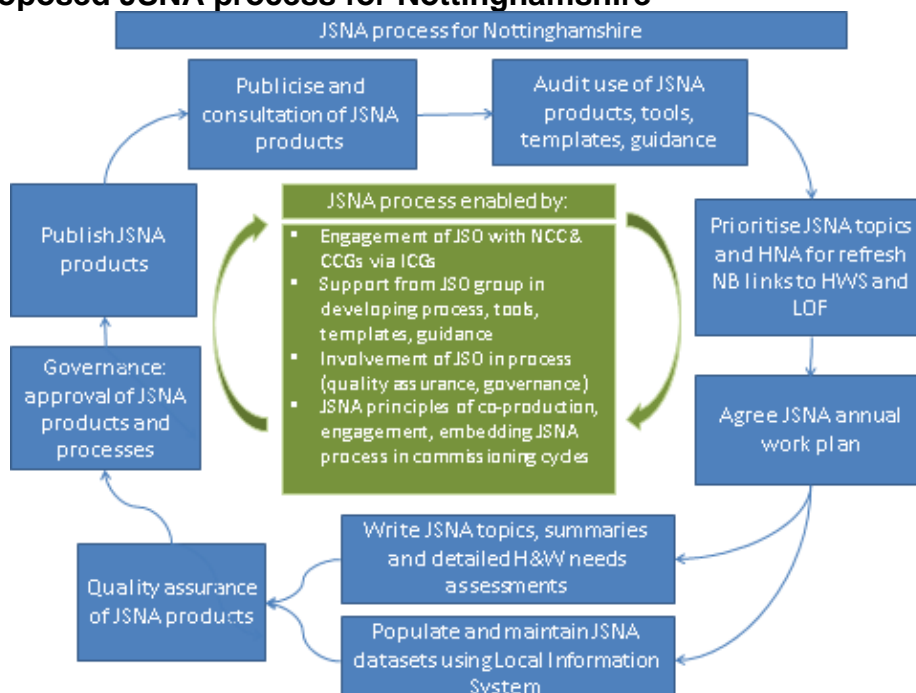 oposed JSNA process for Nottinghamshire
JSNA process for Nottinghamshire
Publicise and
consultation of JSNA
products
Audit use of JSNA
products, tools,
templates, guidance
Prioritise JSNA topics
and HNA for refresh
NB links to HWS and
LOF
Agree JSNA annual
work plan
Write JSNA topics, summaries
and detailed H&W needs
assessments
Populate and maintain JSNA
datasets using Local Information
System
Quality assurance
of JSNA products
Governance:
approval of JSNA
products and
processes
Publish JSNA
products
JSNA process enabled by:
▪ Engagement of JSO with NCC &
CCGs via ICGs
▪ Support from JSO group in
developing process, tools,
templates, guidance
▪ Involvement of JSO in process
(quality assurance, governance)
▪ JSNA principles of co-production,
engagement, embedding JSNA
process in commissioning cycles